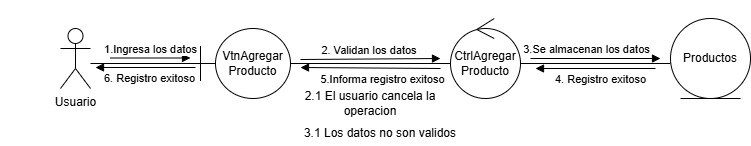 1.Ingresa los datos
6. Registro exitoso
Usuario
VtnAgregar
Producto
2. Validan los datos
5.Informa registro exitoso
2.1 El usuario cancela la
operacion
3.1 Los datos no son validos
CtrlAgregar
Producto
3.Se almacenan los datos
4. Registro exitoso
Productos